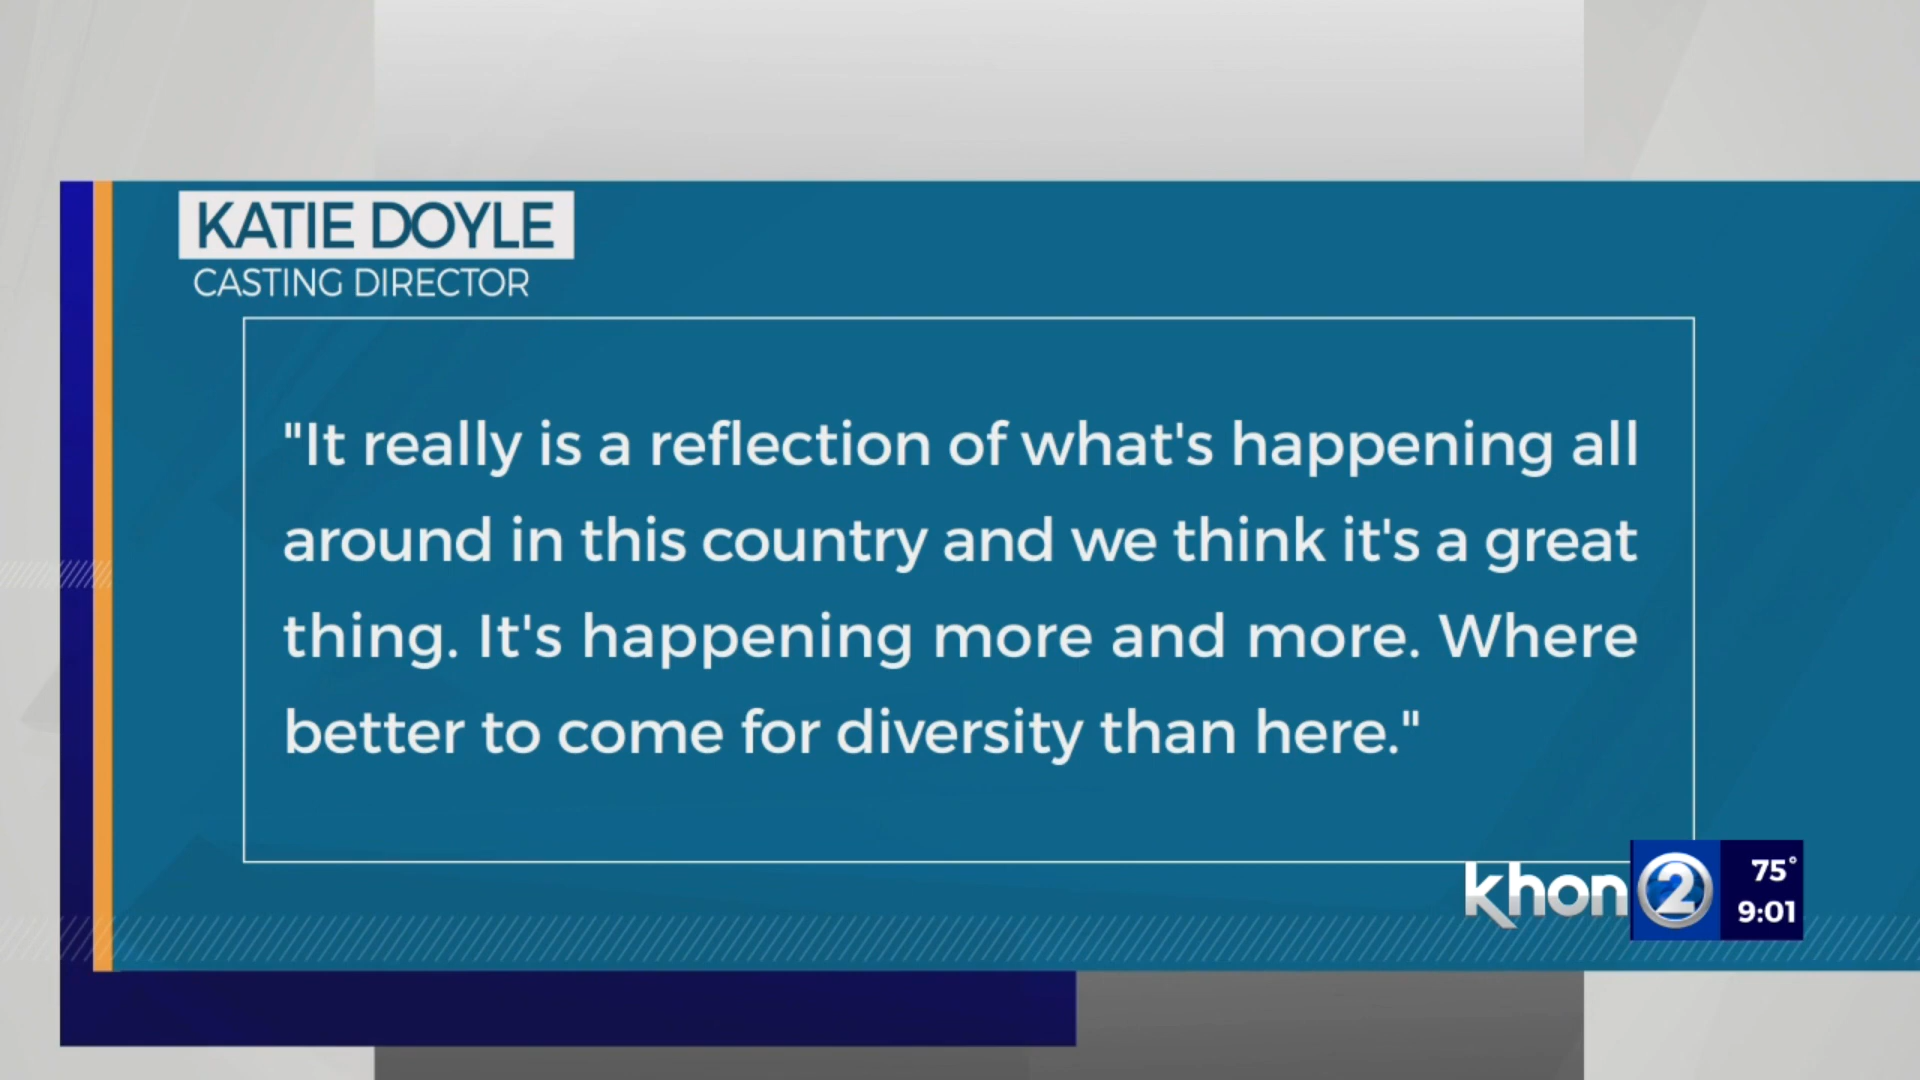 KATIE DOYLE
CASTING DIRECTOR
"It really is a reflection of what's happening all
around in this country and we think it's a great
thing. It's happening more and more. Where
better to come for diversity than here."
khon 2
75°
9:01